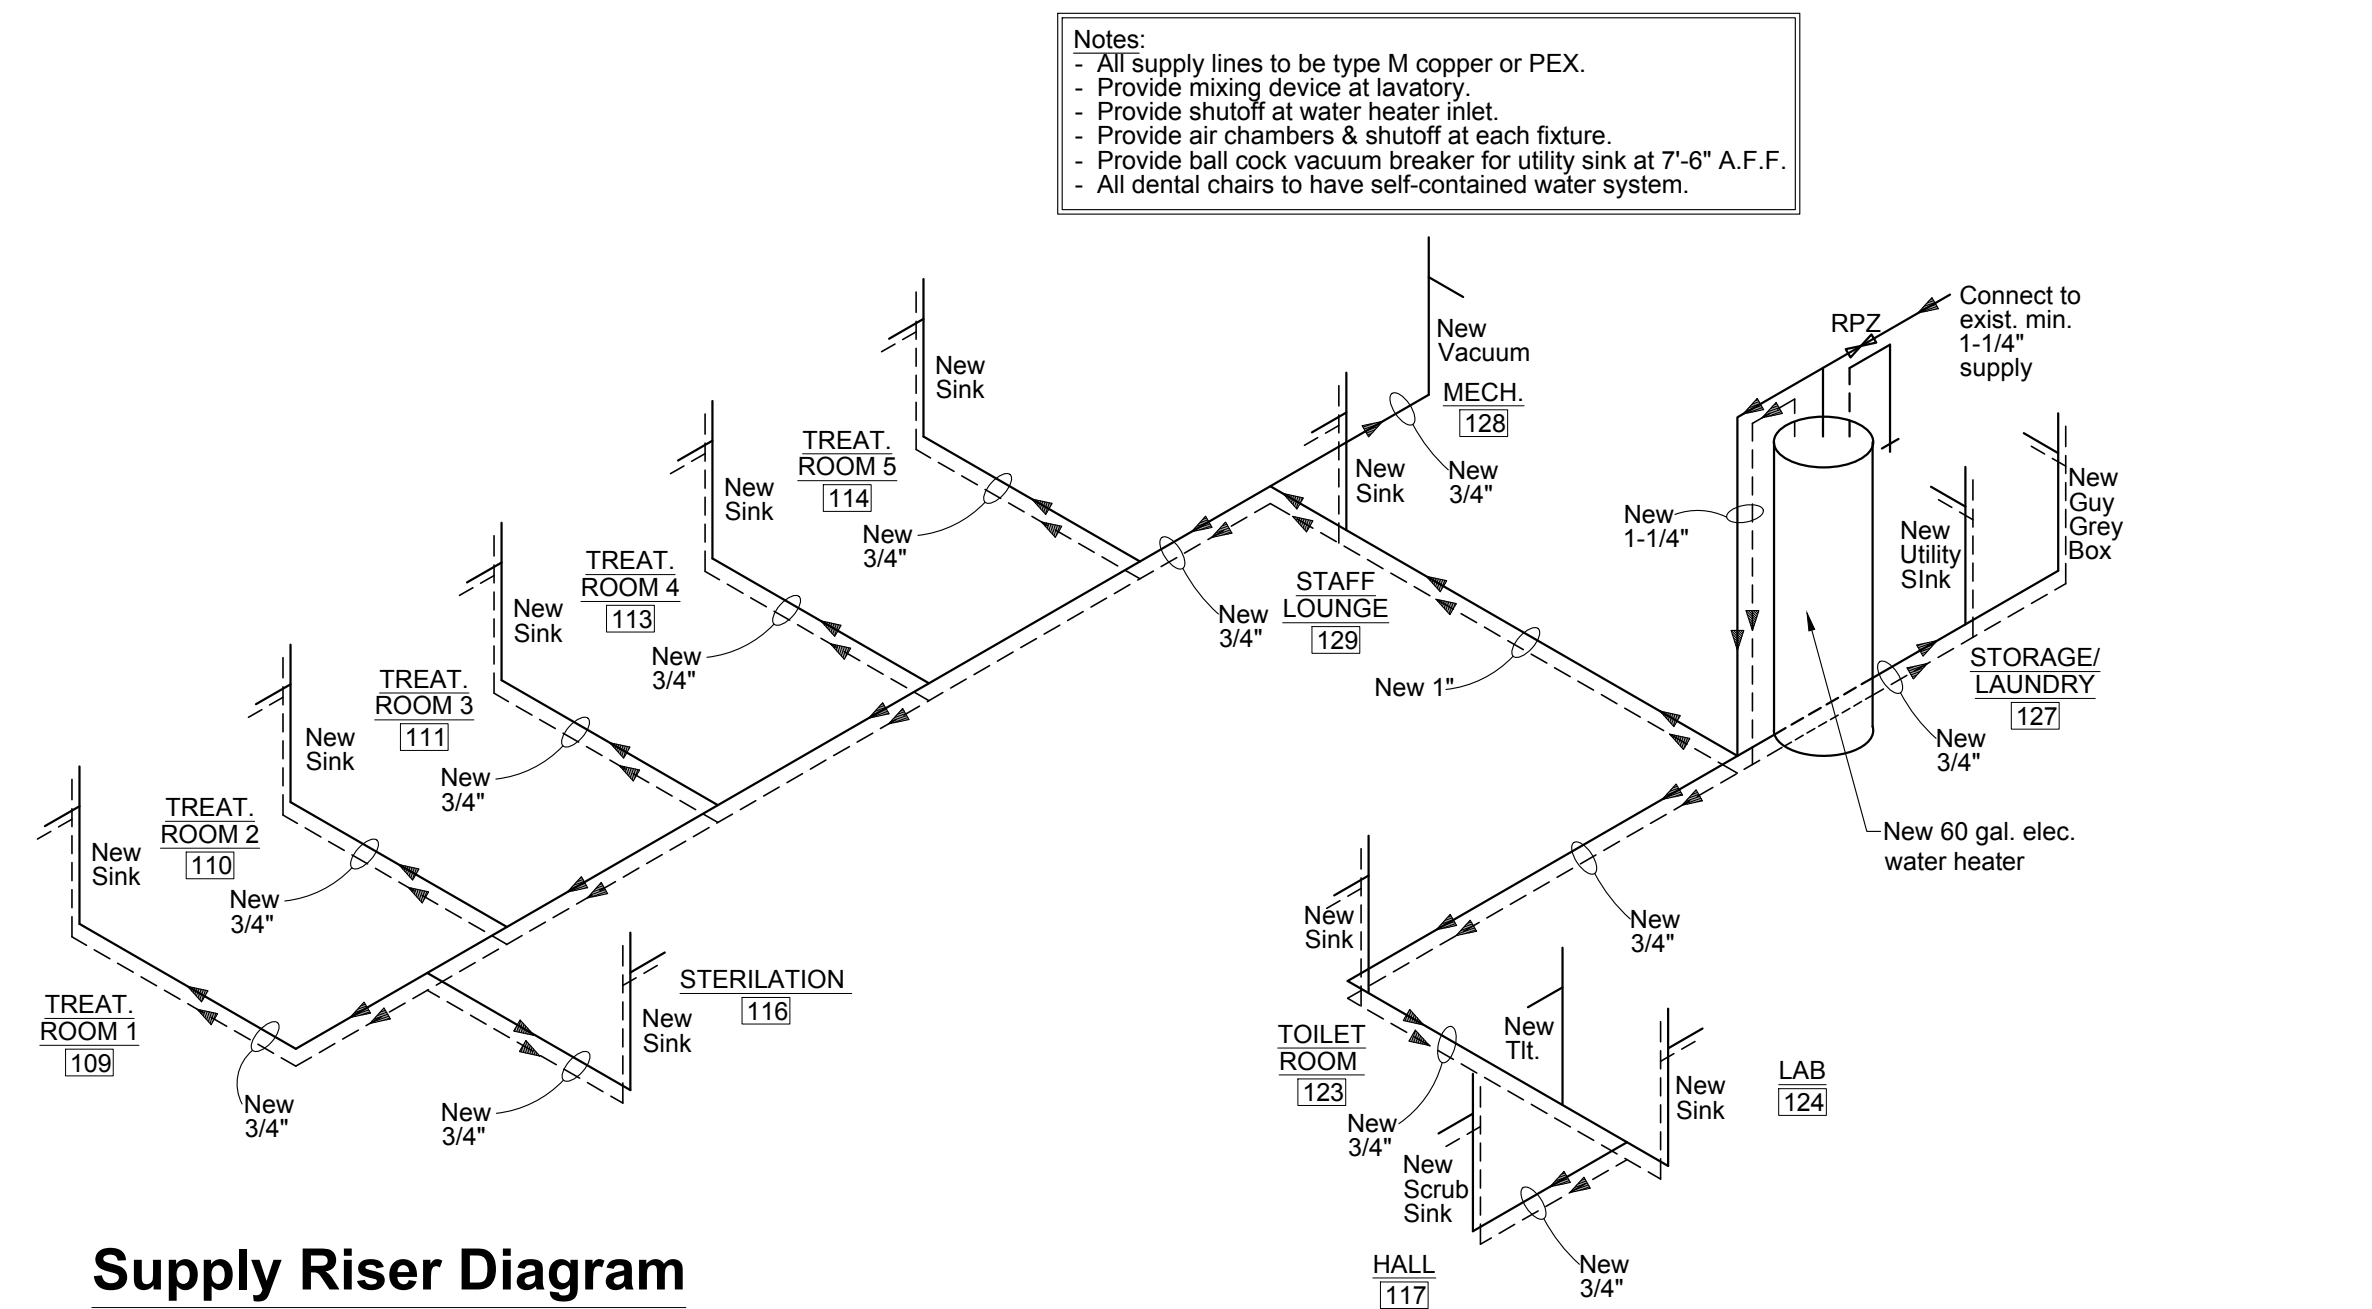 Notes:
- All supply lines to be type M copper or PEX.
- Provide mixing device at lavatory.
- Provide shutoff at water heater inlet.
- Provide air chambers & shutoff at each fixture.
- Provide ball cock vacuum breaker for utility sink at 7'-6" A.F.F.
- All dental chairs to have self-contained water system.
Connect to
exist. min.
1-1/4"
supply
RPZ
New
Vacuum
MECH.
128
New
3/4"
New
Sink
TREAT.
ROOM 5
114
New
3/4"
New
Sink
TREAT.
ROOM 4
113
New
3/4"
New
Sink
TREAT.
ROOM 3
111
New
3/4"
New
Sink
TREAT.
ROOM 2
110
New
3/4"
New
Sink
TREAT.
ROOM 1
109
New
3/4"
New
3/4"
New
Sink
STERILATION
116
New
Sink
STAFF
LOUNGE
129
New
3/4"
New 1"
New
1-1/4"
New
Utility
SInk
New
Guy
Grey
Box
STORAGE/
LAUNDRY
127
New
3/4"
New 60 gal. elec.
water heater
New
3/4"
New
Sink
TOILET
ROOM
123
New
3/4"
New
Tlt.
New
Sink
LAB
124
New
Scrub
Sink
HALL
117
New
3/4"
Supply Riser Diagram